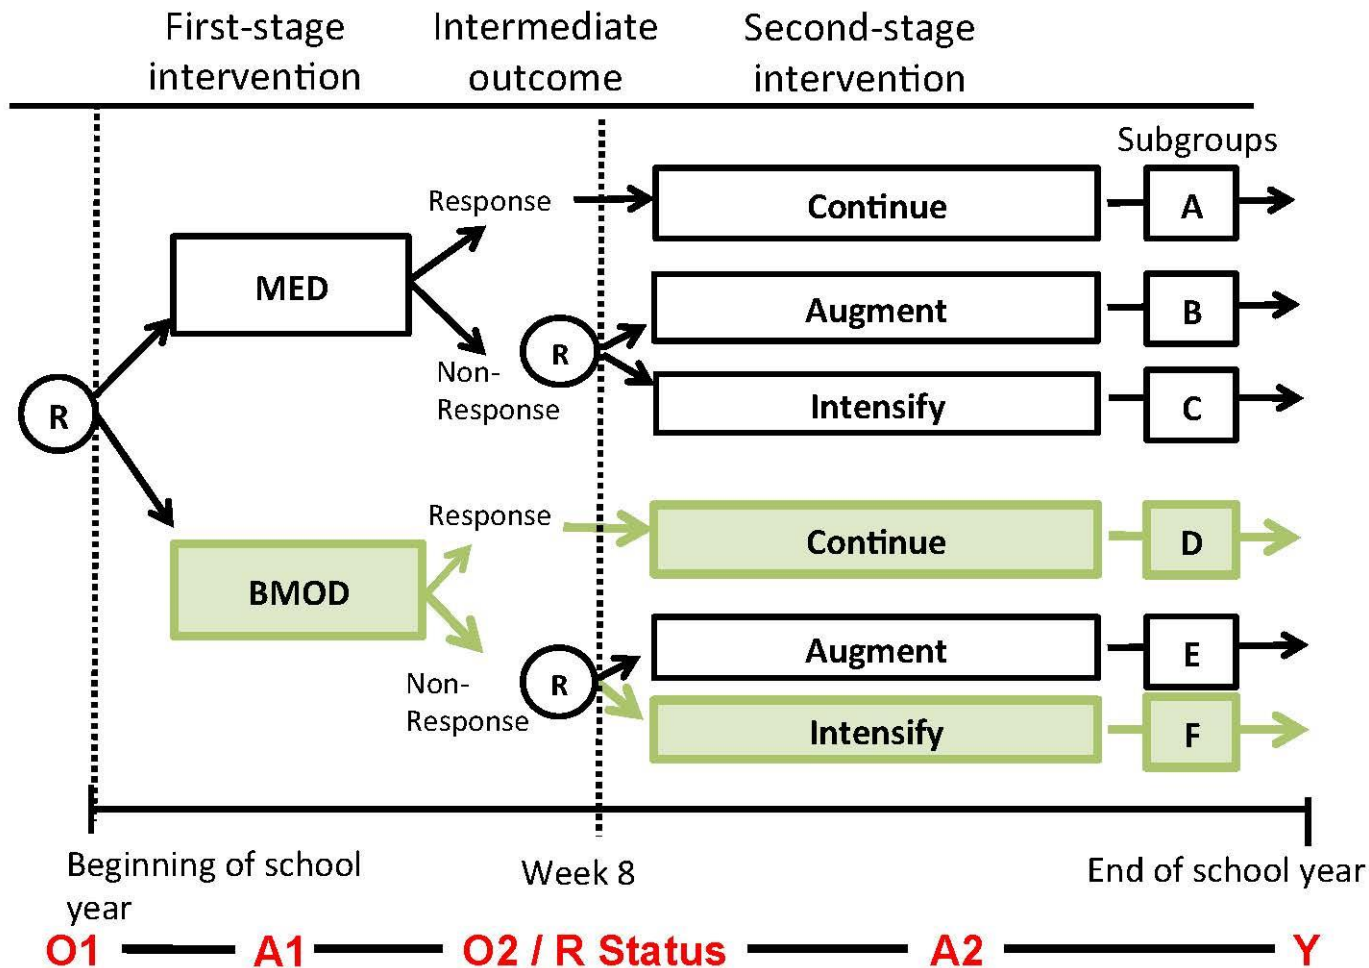 First-stage
intervention
Intermediate
outcome
Second-stage
intervention
Subgroups
Response
Continue
A
MED
Augment
B
R
Non-
Response
Intensify
C
R
Response
Continue
D
BMOD
Augment
E
R
Non-
Response
Intensify
F
Beginning of school
year
Week 8
End of school year
O1
A1
O2 / R Status
A2
Y